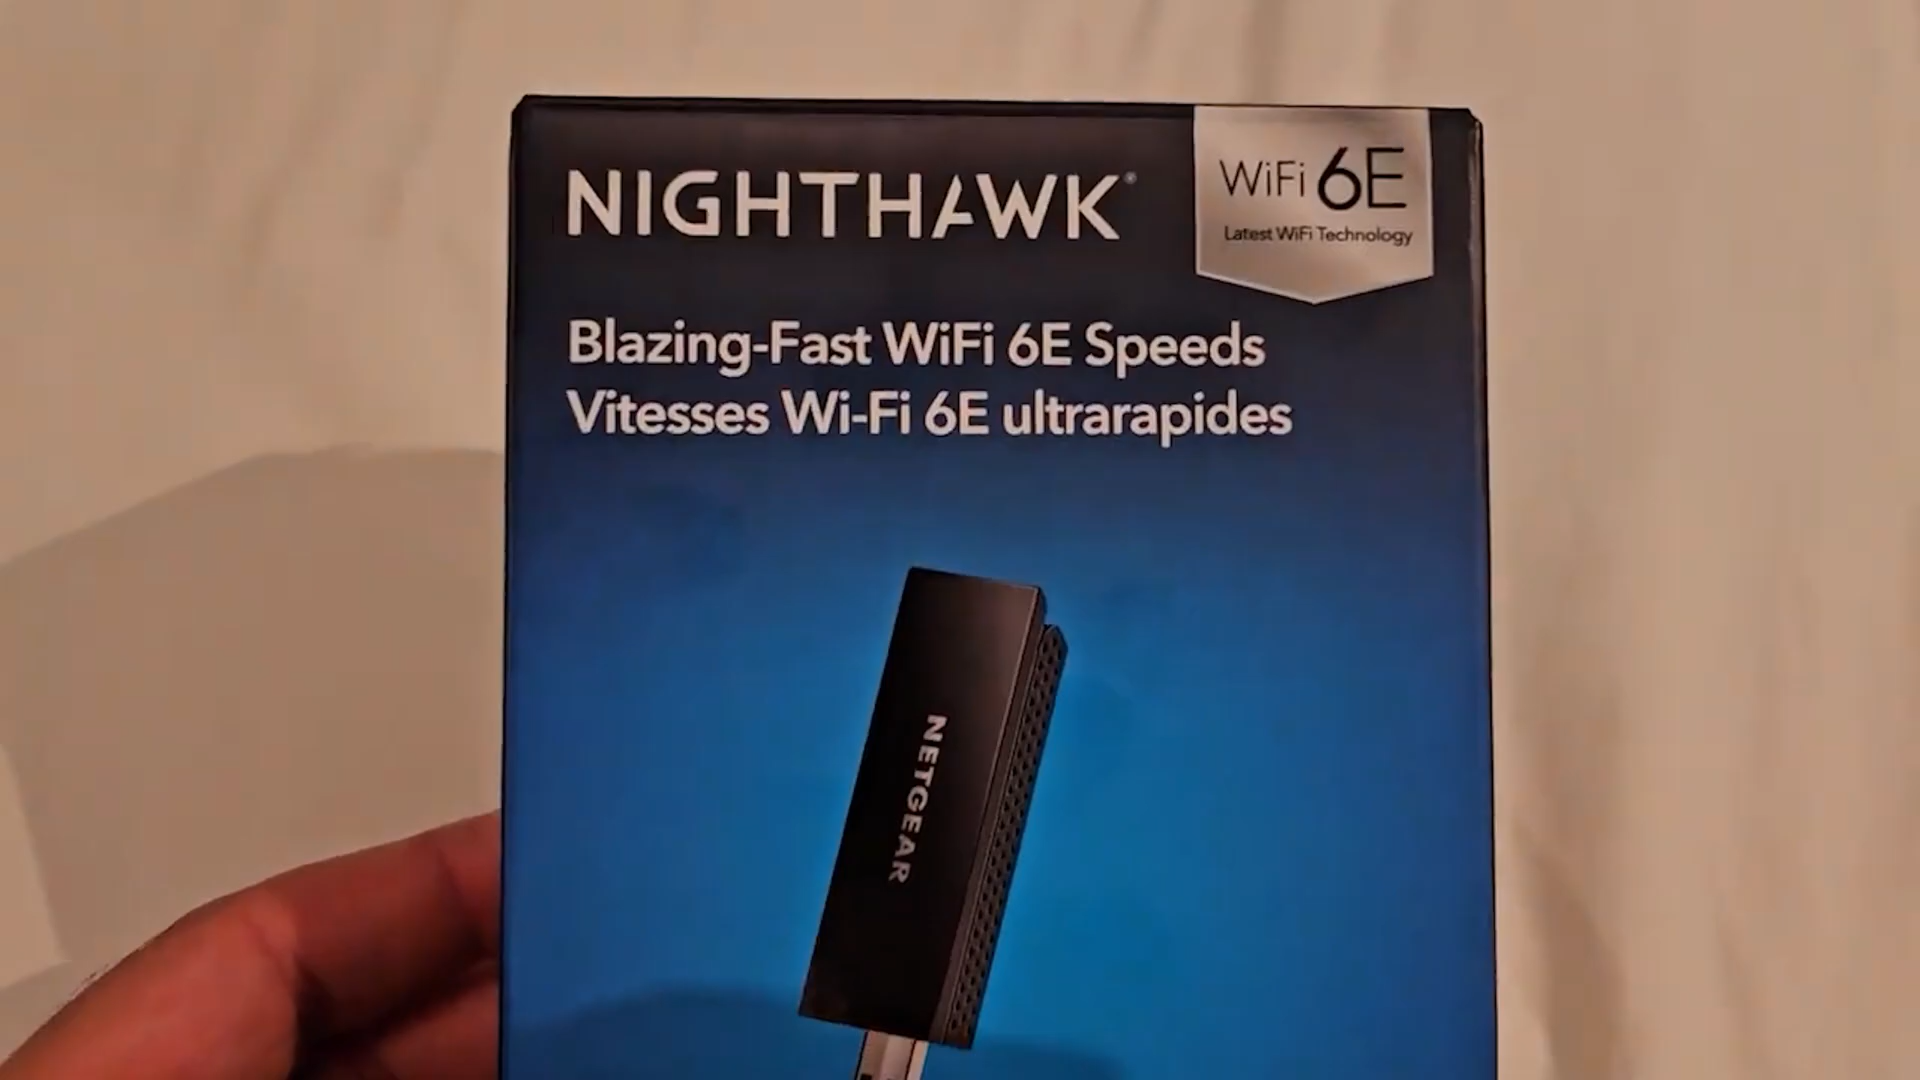 NIGHTHAWK®
WiFi 6E
Latest WiFi Technology
Blazing-Fast WiFi 6E Speeds
Vitesses Wi-Fi 6E ultrarapides
NETGEAR